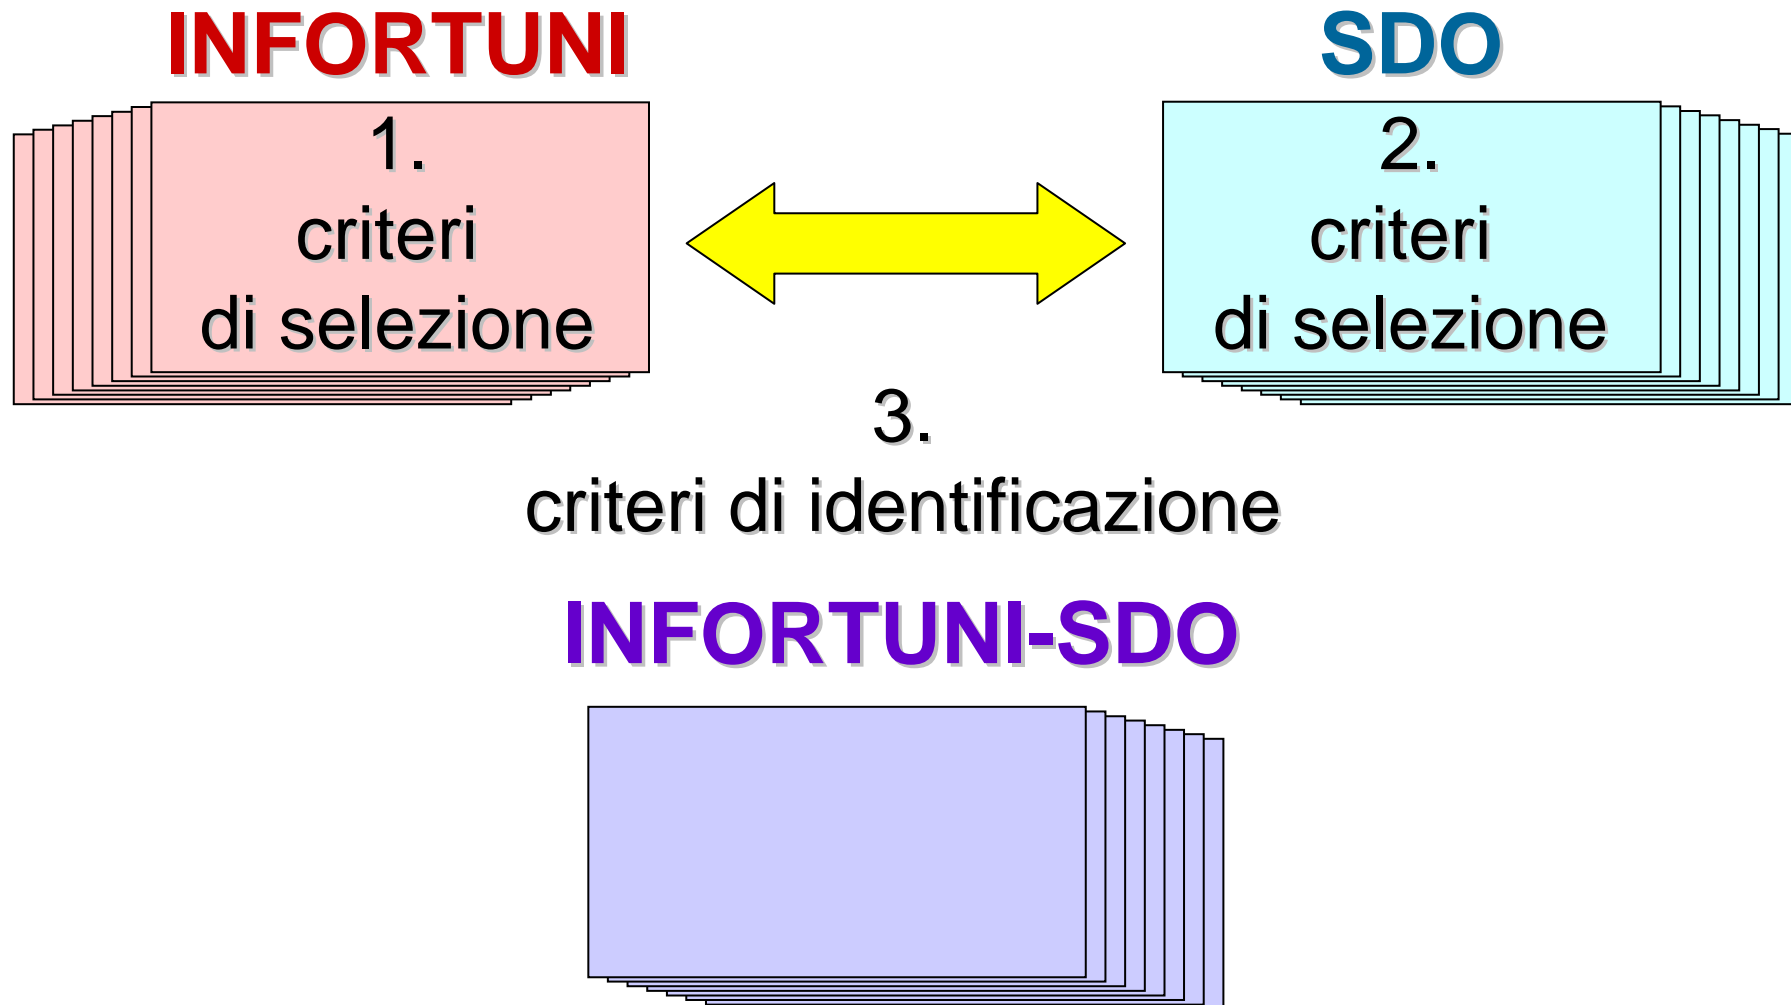 INFORTUNI
SDO
1.
criteri
di selezione
2.
criteri
di selezione
3.
criteri di identificazione
INFORTUNI-SDO